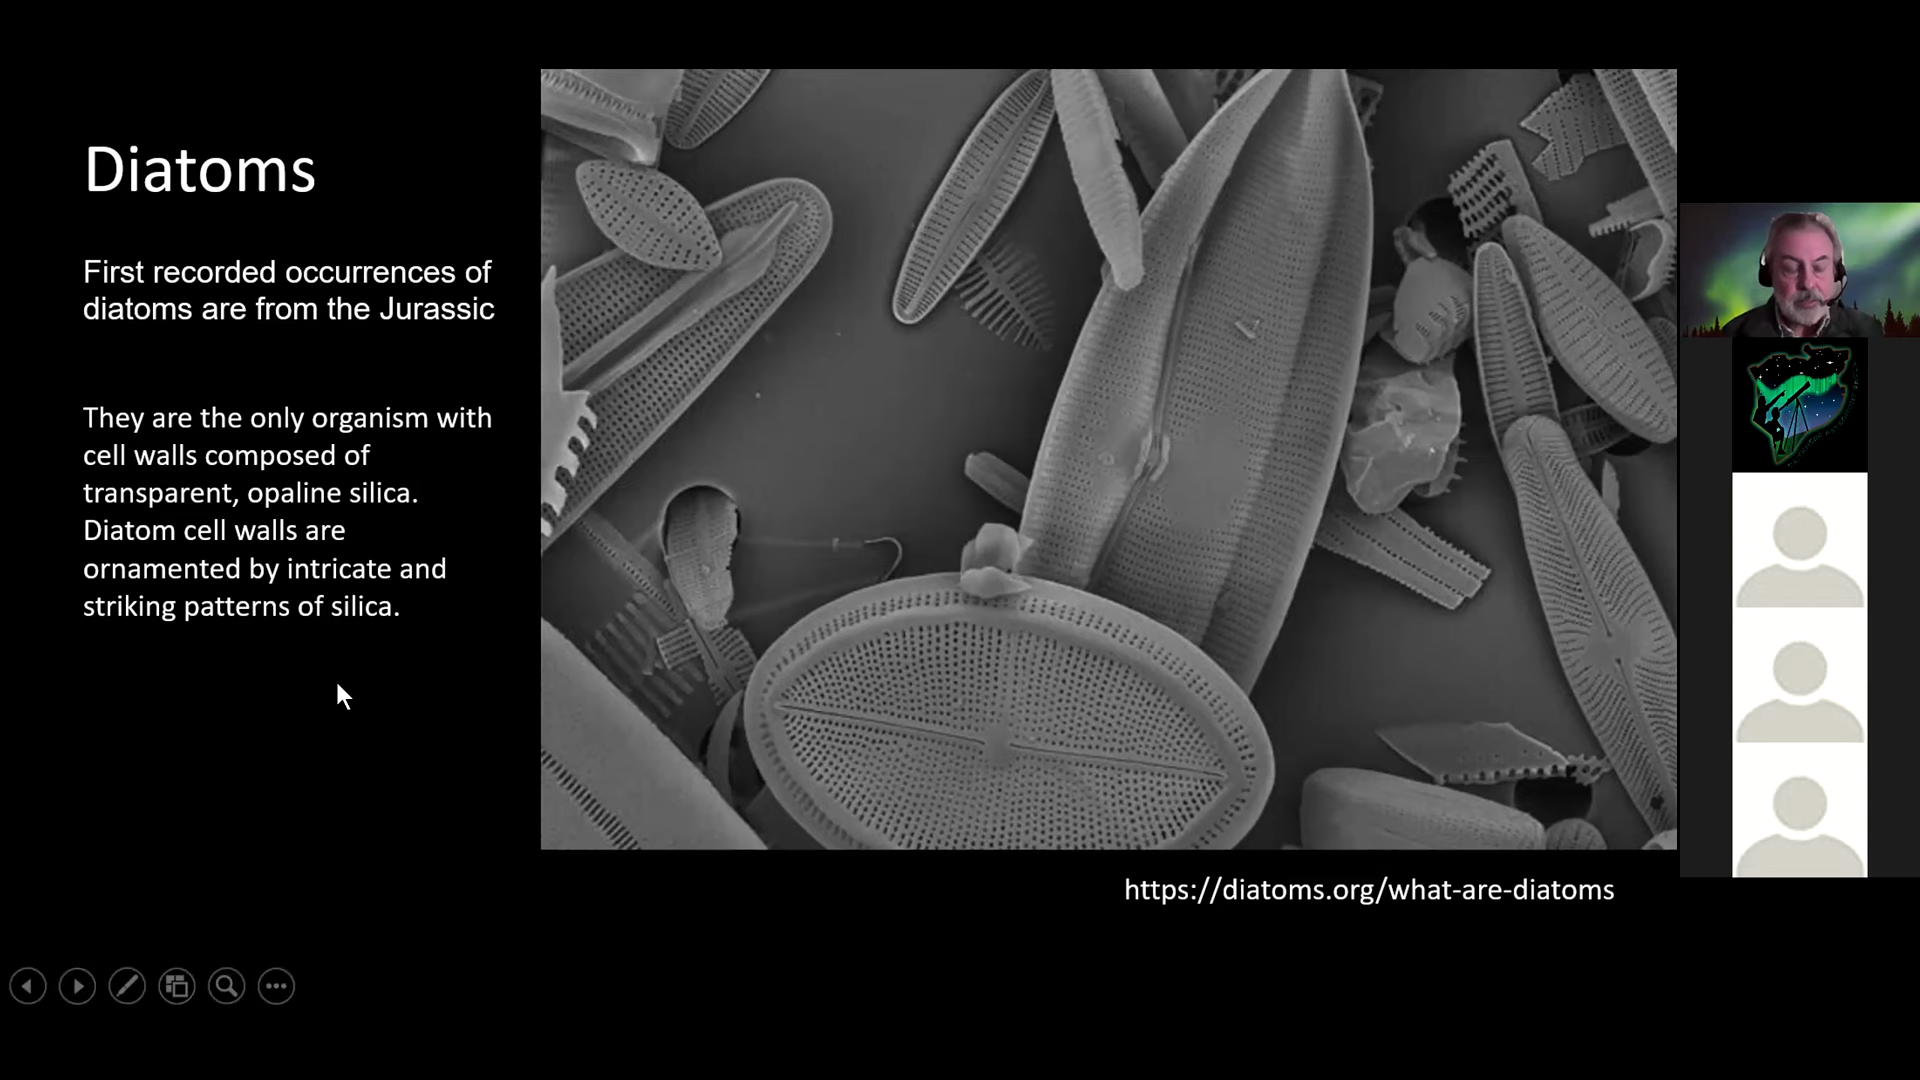 Diatoms
First recorded occurrences of
diatoms are from the Jurassic
They are the only organism with
cell walls composed of
transparent, opaline silica.
Diatom cell walls are
ornamented by intricate and
striking patterns of silica.
https://diatoms.org/what-are-diatoms